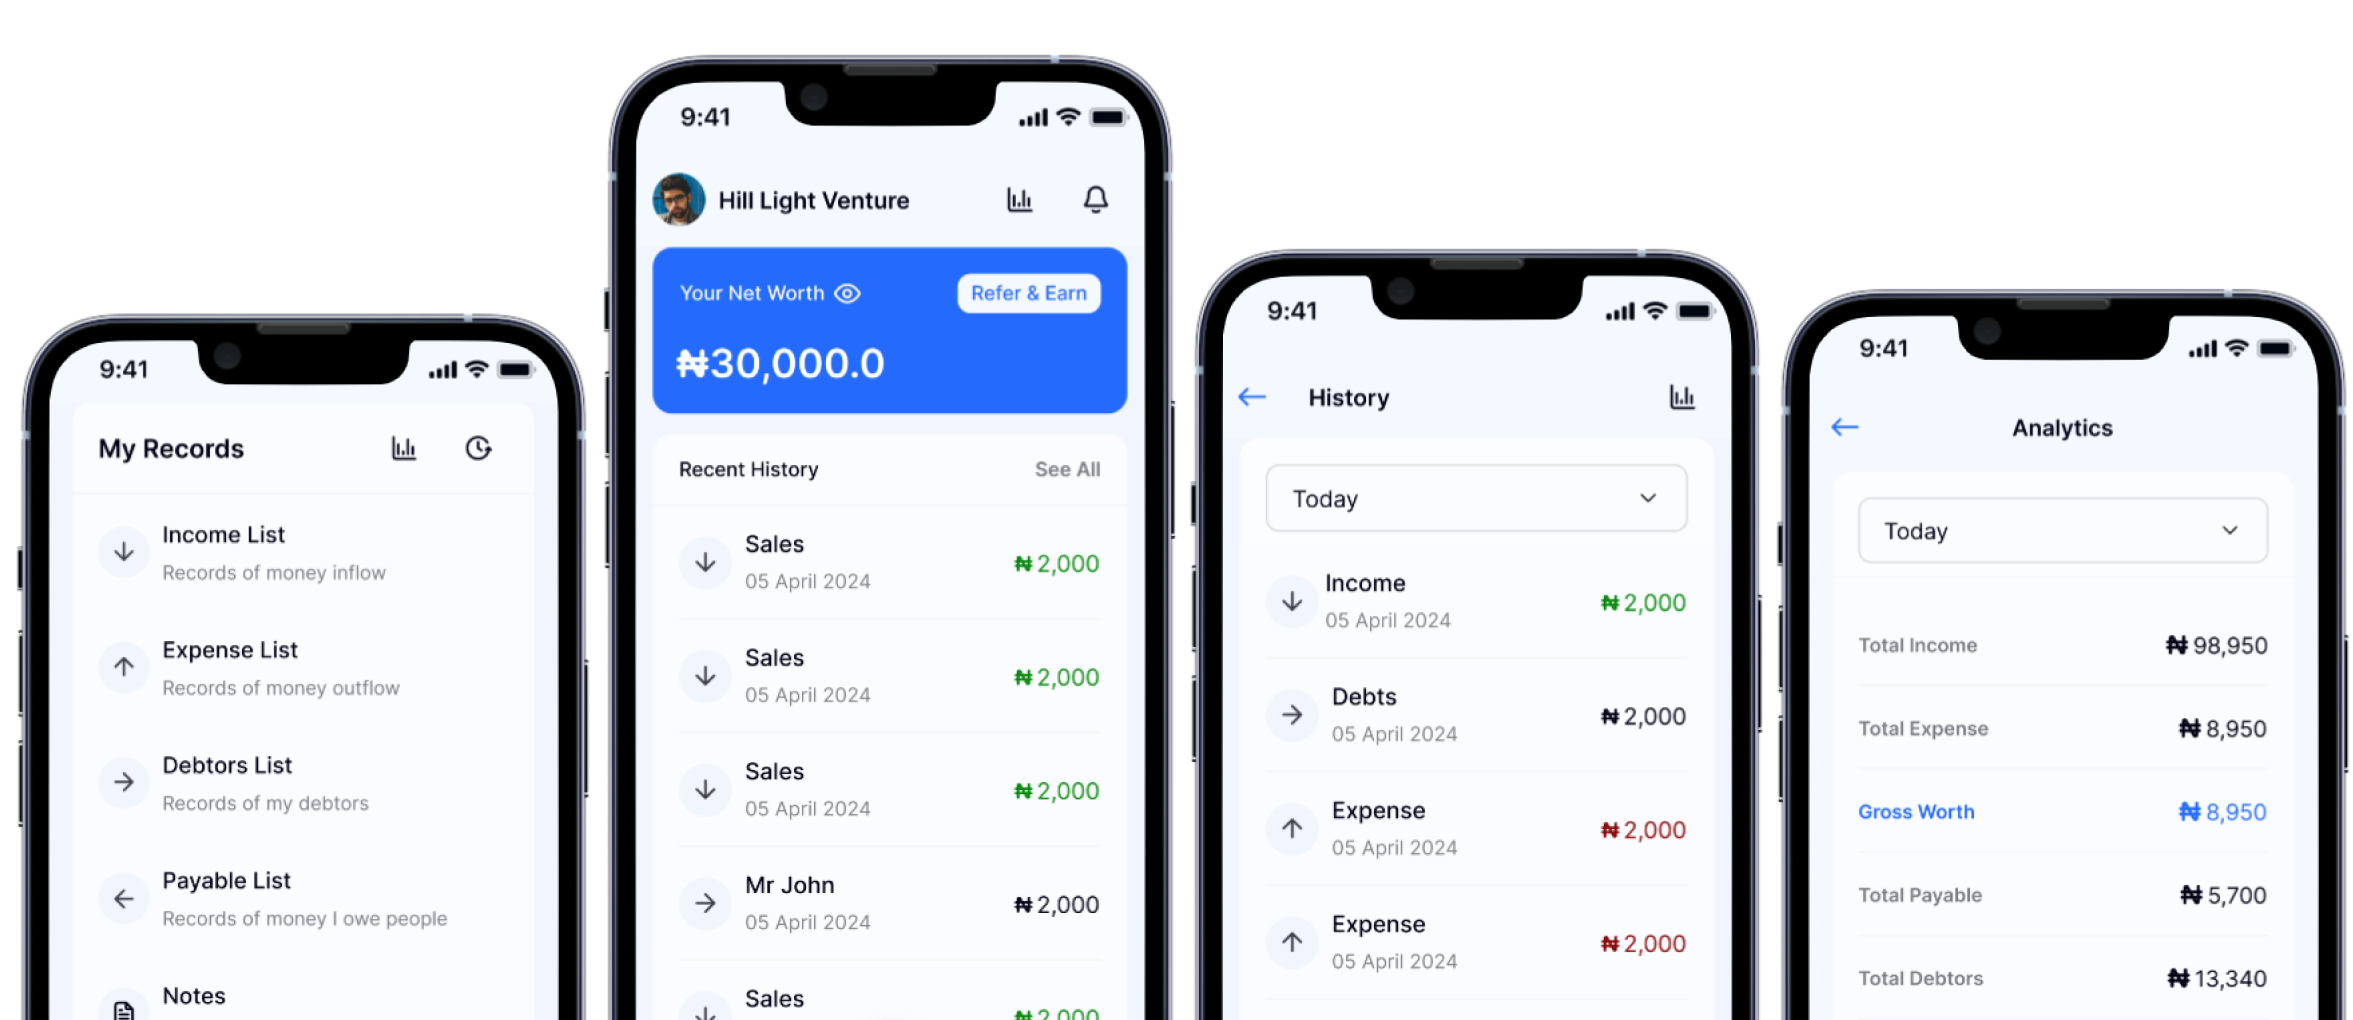 9:41
My Records
Income List
Records of money inflow
Expense List
Records of money outflow
Debtors List
Records of my debtors
Payable List
Records of money I owe people
Notes
9:41
Hill Light Venture
Your Net Worth
Refer & Earn
₦30,000.0
Recent History
See All
Sales
05 April 2024
₦ 2,000
Sales
05 April 2024
₦ 2,000
Sales
05 April 2024
₦ 2,000
Mr John
05 April 2024
₦ 2,000
Sales
₦ 2,000
9:41
History
Today
Income
05 April 2024
₦ 2,000
Debts
05 April 2024
₦ 2,000
Expense
05 April 2024
₦ 2,000
Expense
05 April 2024
₦ 2,000
9:41
Analytics
Today
Total Income
₦ 98,950
Total Expense
₦ 8,950
Gross Worth
₦ 8,950
Total Payable
₦ 5,700
Total Debtors
₦ 13,340